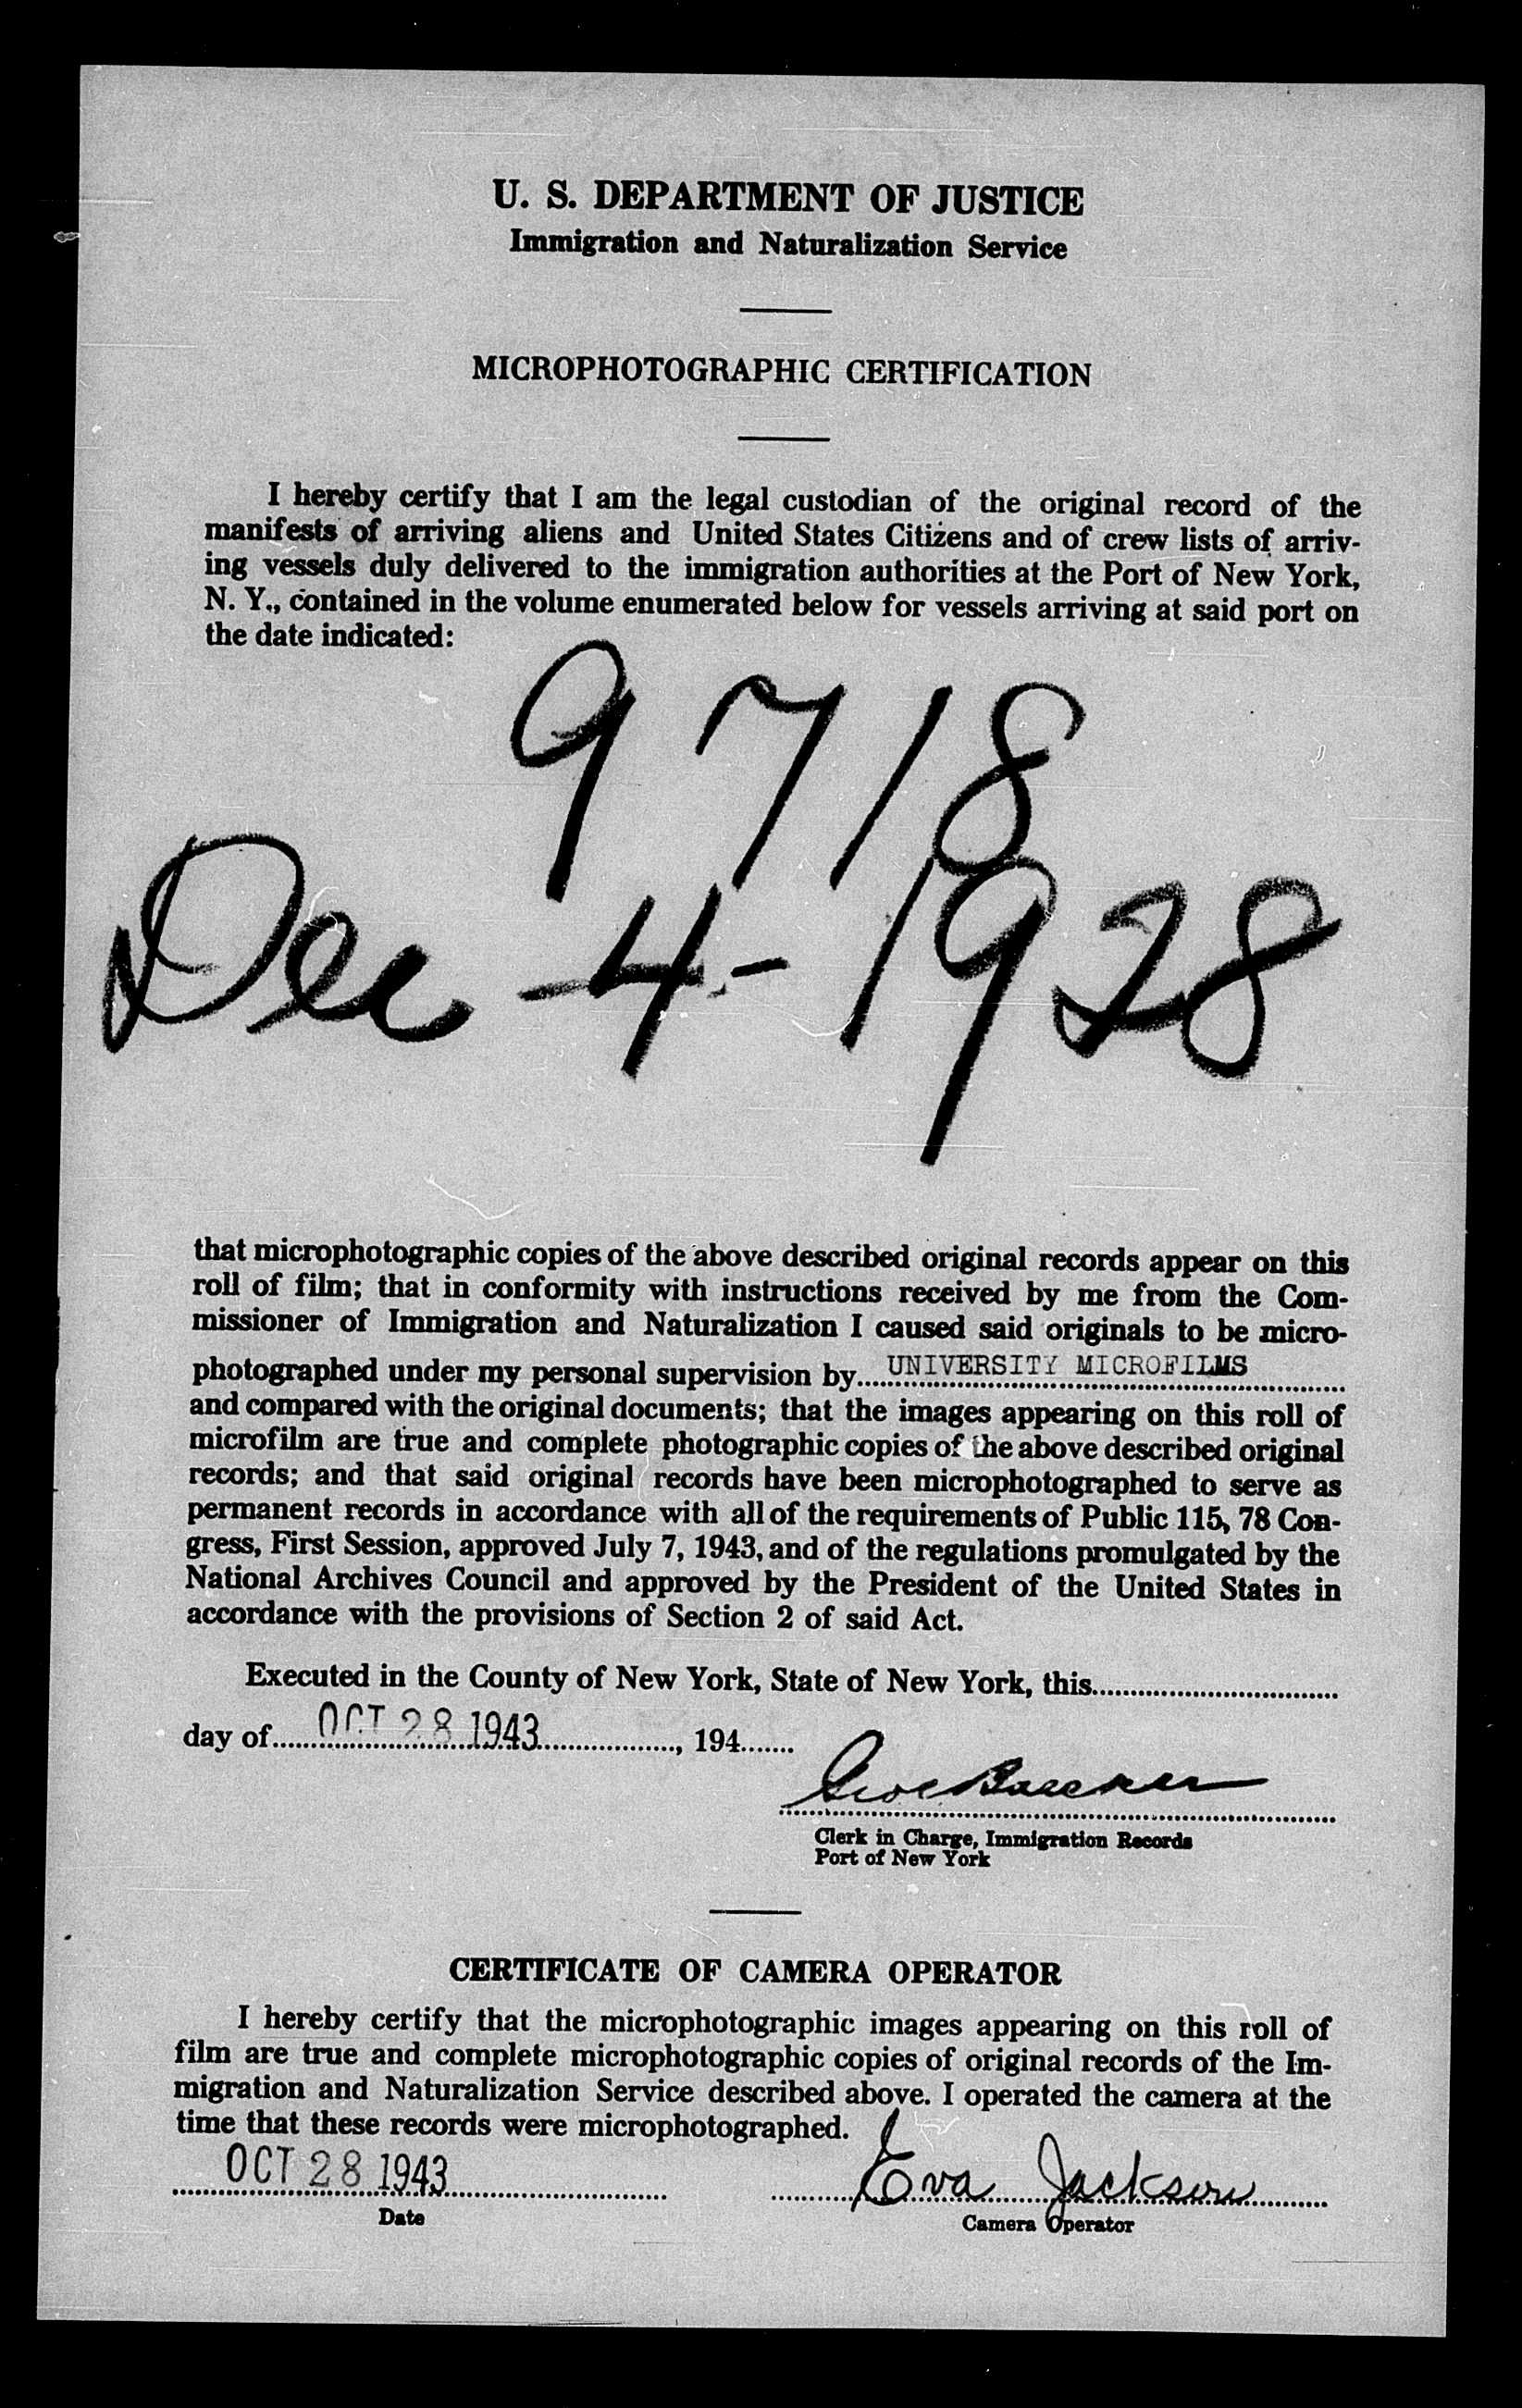 U. S. DEPARTMENT OF JUSTICE
Immigration and Naturalization Service
MICROPHOTOGRAPHIC CERTIFICATION
I hereby certify that I am the legal custodian of the original record of the
manifests of arriving aliens and United States Citizens and of crew lists of arriv-
ing vessels duly delivered to the immigration authorities at the Port of New York,
N. Y., contained in the volume enumerated below for vessels arriving at said port on
the date indicated:
9718
Dec -4- 1928
that microphotographic copies of the above described original records appear on this
roll of film; that in conformity with instructions received by me from the Com-
missioner of Immigration and Naturalization I caused said originals to be micro-
photographed under my personal supervision by UNIVERSITY MICROFILMS
and compared with the original documents; that the images appearing on this roll of
microfilm are true and complete photographic copies of the above described original
records; and that said original records have been microphotographed to serve as
permanent records in accordance with all of the requirements of Public 115, 78 Con-
gress, First Session, approved July 7, 1943, and of the regulations promulgated by the
National Archives Council and approved by the President of the United States in
accordance with the provisions of Section 2 of said Act.
Executed in the County of New York, State of New York, this
day of OCT 28 1943, 194
Clerk in Charge, Immigration Records
Port of New York
CERTIFICATE OF CAMERA OPERATOR
I hereby certify that the microphotographic images appearing on this roll of
film are true and complete microphotographic copies of original records of the Im-
migration and Naturalization Service described above. I operated the camera at the
time that these records were microphotographed.
OCT 28 1943 Eva Jackson
Date Camera Operator